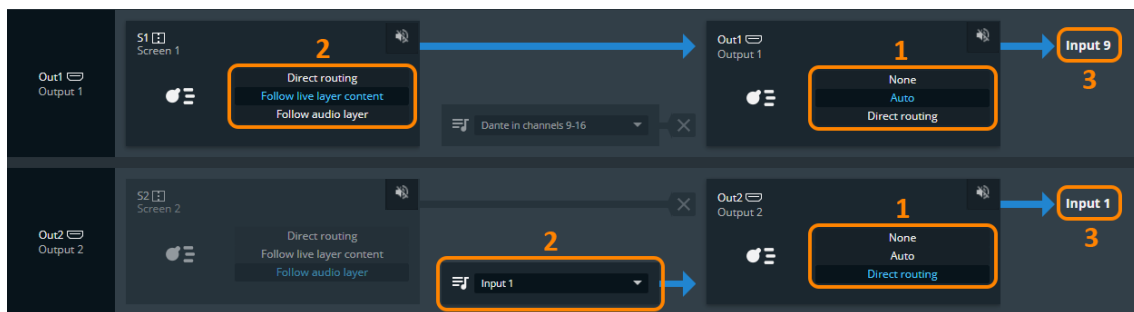 Out1
Output 1
S1
Screen 1
2
Direct routing
Follow live layer content
Follow audio layer
Dante in channels 9-16
Out1
Output 1
1
None
Auto
Direct routing
Input 9
3
Out2
Output 2
S2
Screen 2
Direct routing
Follow live layer content
Follow audio layer
2
Input 1
Out2
Output 2
1
None
Auto
Direct routing
Input 1
3